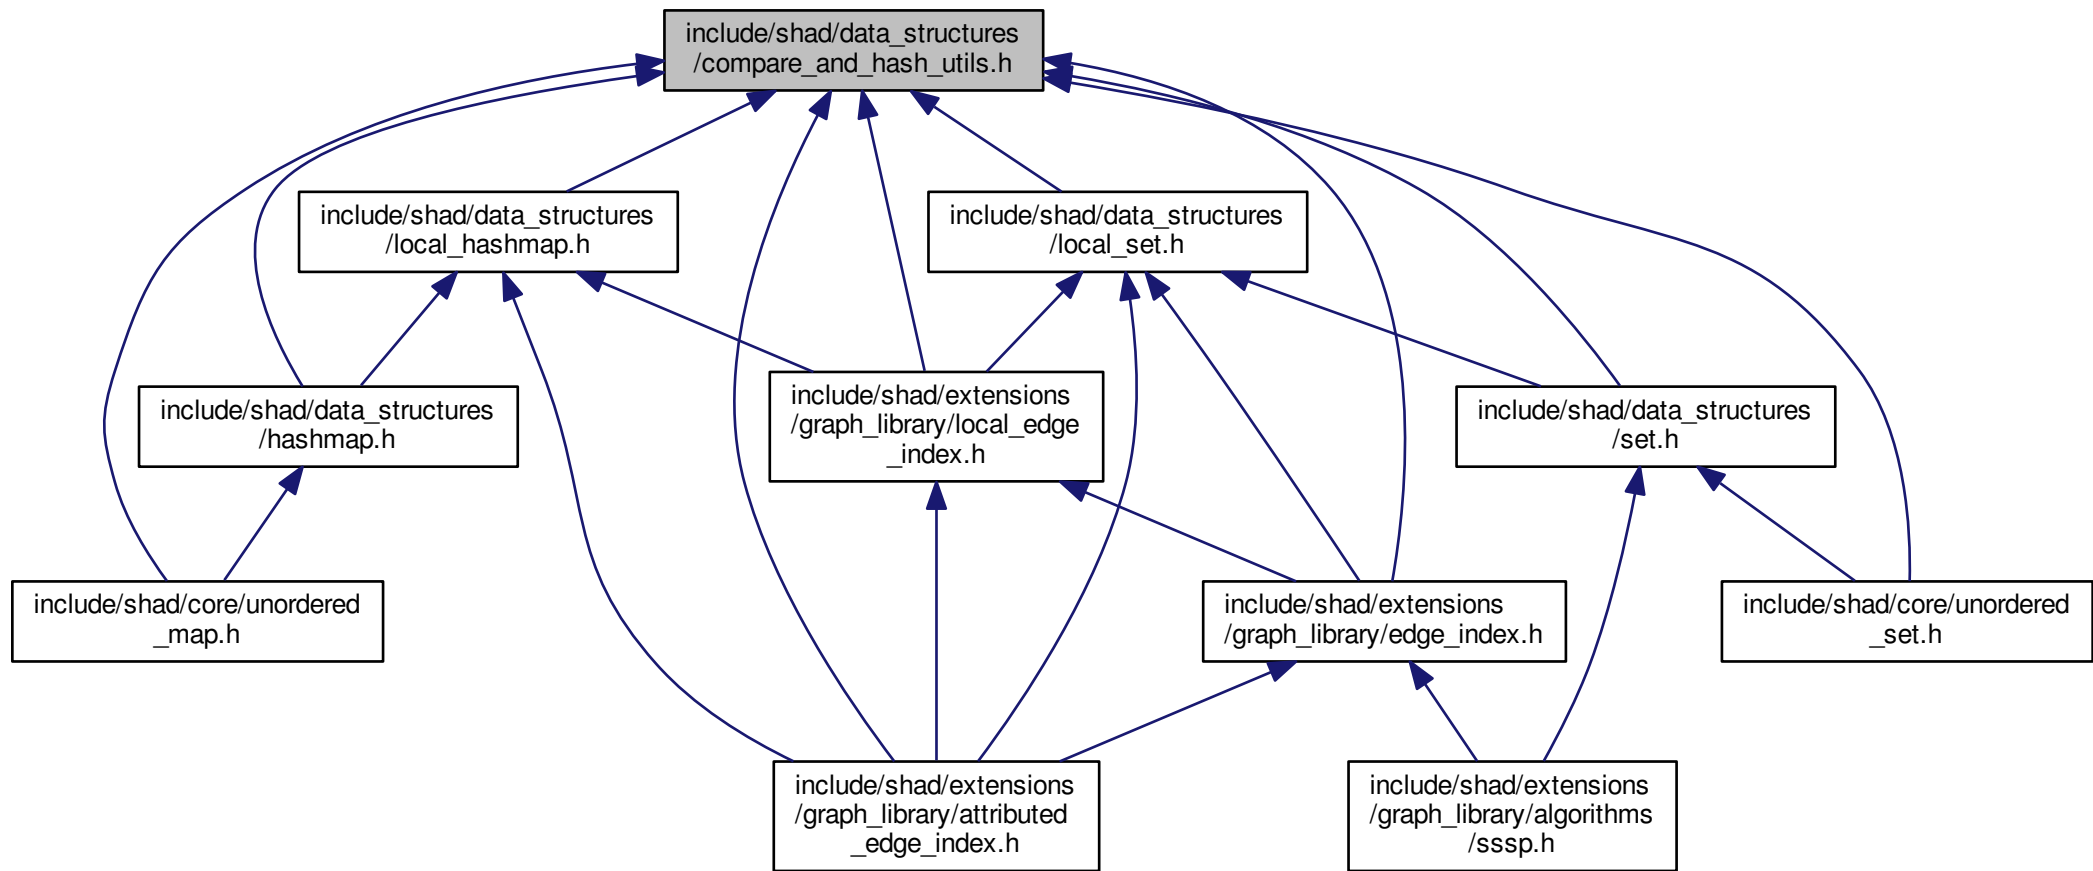 include/shad/data_structures
/compare_and_hash_utils.h
include/shad/data_structures
/local_hashmap.h
include/shad/data_structures
/local_set.h
include/shad/data_structures
/hashmap.h
include/shad/extensions
/graph_library/local_edge
_index.h
include/shad/data_structures
/set.h
include/shad/core/unordered
_map.h
include/shad/extensions
/graph_library/edge_index.h
include/shad/core/unordered
_set.h
include/shad/extensions
/graph_library/attributed
_edge_index.h
include/shad/extensions
/graph_library/algorithms
/sssp.h